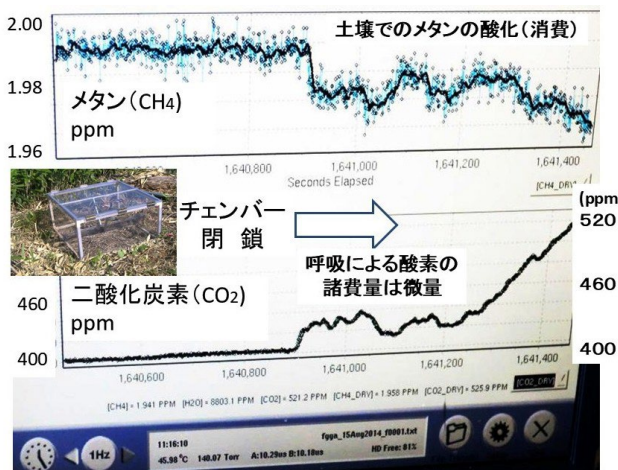 2.00
土壌でのメタンの酸化(消費)
1.98
メタン(CH4)
ppm
1.96
1,640,800
1,641,000
1,641,200
1,641,400
Seconds Elapsed
[CH4_DRV]
チェンバー
閉 鎖
(ppm
520
呼吸による酸素の
諸費量は微量
460
二酸化炭素(CO2)
460
ppm
400
400
1,640,600
1,640,800
1,641,000
1,641,200
1,641,400
[CH4] = 1.941 PPM [H2O] = 8803.1 PPM [CO2] = 521.2 PPM [CH4_DRV] = 1.958 PPM [CO2_DRV] = 525.9 PPM
[CO2_DRV]
1Hz
11:16:10
fgga_15Aug2014_f0001.txt
45.98°C 140.07 Torr A:10.29us B:10.18us
HD Free: 81%